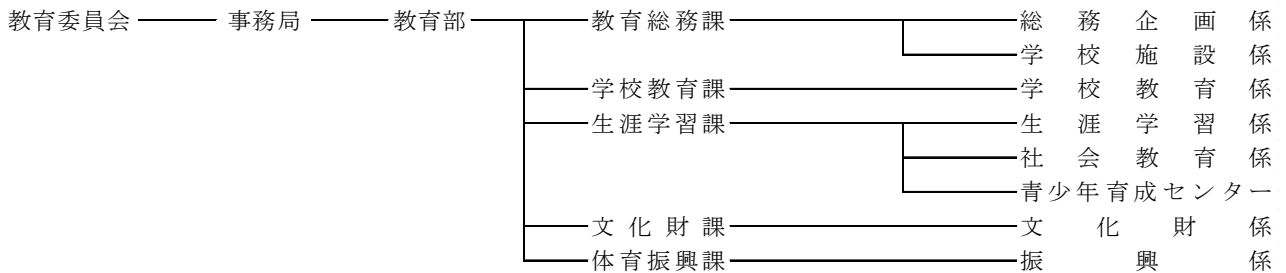 教育委員会 事務局 教育部 教育総務課 総務企画係
学校施設係
学校教育課 学校教育係
生涯学習課 生涯学習係
社会教育係
青少年育成センター
文化財課 文化財係
体育振興課 振興係